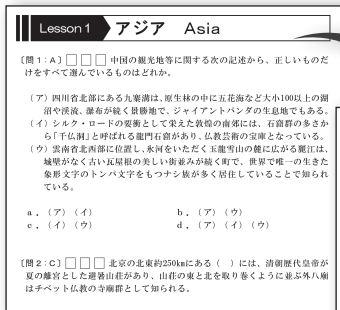 Lesson 1 アジア Asia
〔問1：A〕□□□ 中国の観光地等に関する次の記述から、正しいものだ
けをすべて選んでいるものはどれか。
（ア）四川省北部にある九寨溝は、原生林の中に五花海など大小100以上の湖
沼や渓流、瀑布が続く景勝地で、ジャイアントパンダの生息地でもある。
（イ）シルク・ロードの要衝として栄えた敦煌の南郊には、石窟群の多さか
ら「千仏洞」と呼ばれる龍門石窟があり、仏教芸術の宝庫となっている。
（ウ）雲南省北西部に位置し、氷河をいただく玉龍雪山の麓に広がる麗江は、
城壁がなく古い瓦屋根の美しい街並みが続く町で、世界で唯一の生きた
象形文字のトンパ文字をもつナシ族が多く居住していることで知られ
ている。
a．（ア）（イ） b．（ア）（ウ）
c．（イ）（ウ） d．（ア）（イ）（ウ）
〔問2：C〕□□□ 北京の北東約250kmにある（ ）には、清朝歴代皇帝が
夏の離宮とした避暑山荘があり、山荘の東と北を取り巻くように並ぶ外八廟
はチベット仏教の寺廟群として知られる。